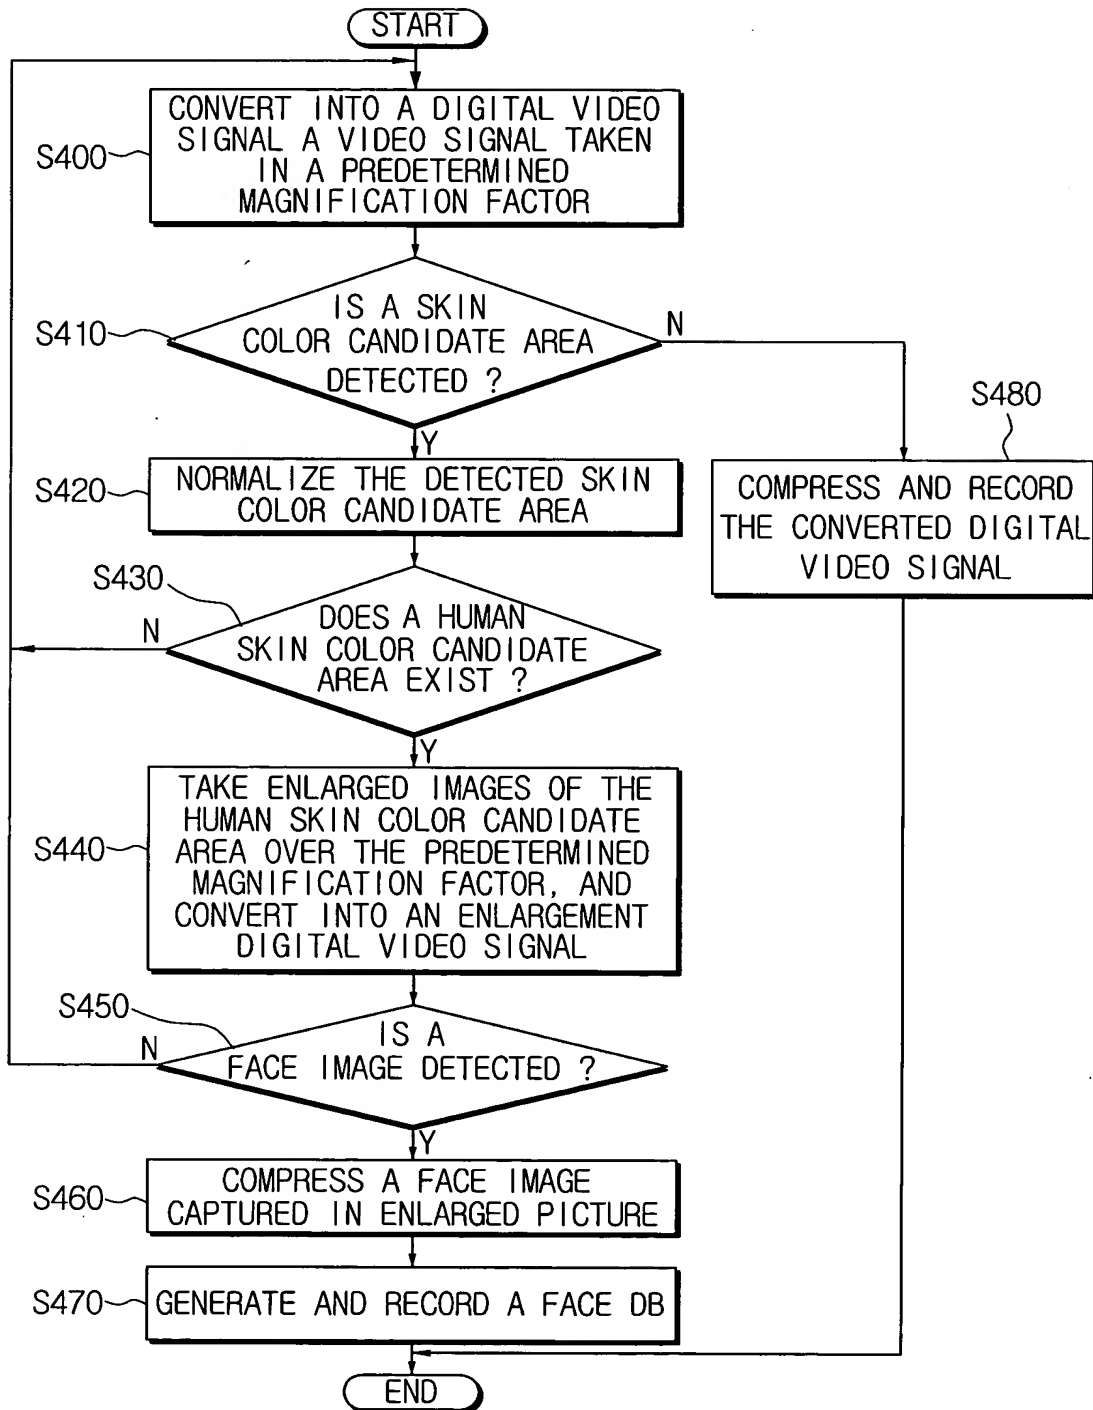 START
CONVERT INTO A DIGITAL VIDEO
SIGNAL A VIDEO SIGNAL TAKEN
IN A PREDETERMINED
MAGNIFICATION FACTOR
S400
IS A SKIN
COLOR CANDIDATE AREA
DETECTED ?
S410
N
Y
S480
NORMALIZE THE DETECTED SKIN
COLOR CANDIDATE AREA
S420
COMPRESS AND RECORD
THE CONVERTED DIGITAL
VIDEO SIGNAL
S430
DOES A HUMAN
SKIN COLOR CANDIDATE
AREA EXIST ?
N
Y
TAKE ENLARGED IMAGES OF THE
HUMAN SKIN COLOR CANDIDATE
AREA OVER THE PREDETERMINED
MAGNIFICATION FACTOR, AND
CONVERT INTO AN ENLARGEMENT
DIGITAL VIDEO SIGNAL
S440
S450
IS A
FACE IMAGE DETECTED ?
N
Y
COMPRESS A FACE IMAGE
CAPTURED IN ENLARGED PICTURE
S460
GENERATE AND RECORD A FACE DB
S470
END